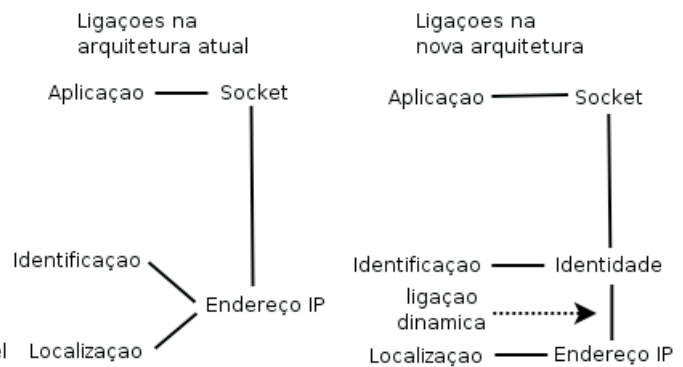 Ligaçoes na
arquitetura atual
Aplicaçao
Socket
Identificaçao
Endereço IP
Localizaçao
Ligaçoes na
nova arquitetura
Aplicaçao
Socket
Identificaçao
Identidade
ligaçao
dinamica
Localizaçao
Endereço IP